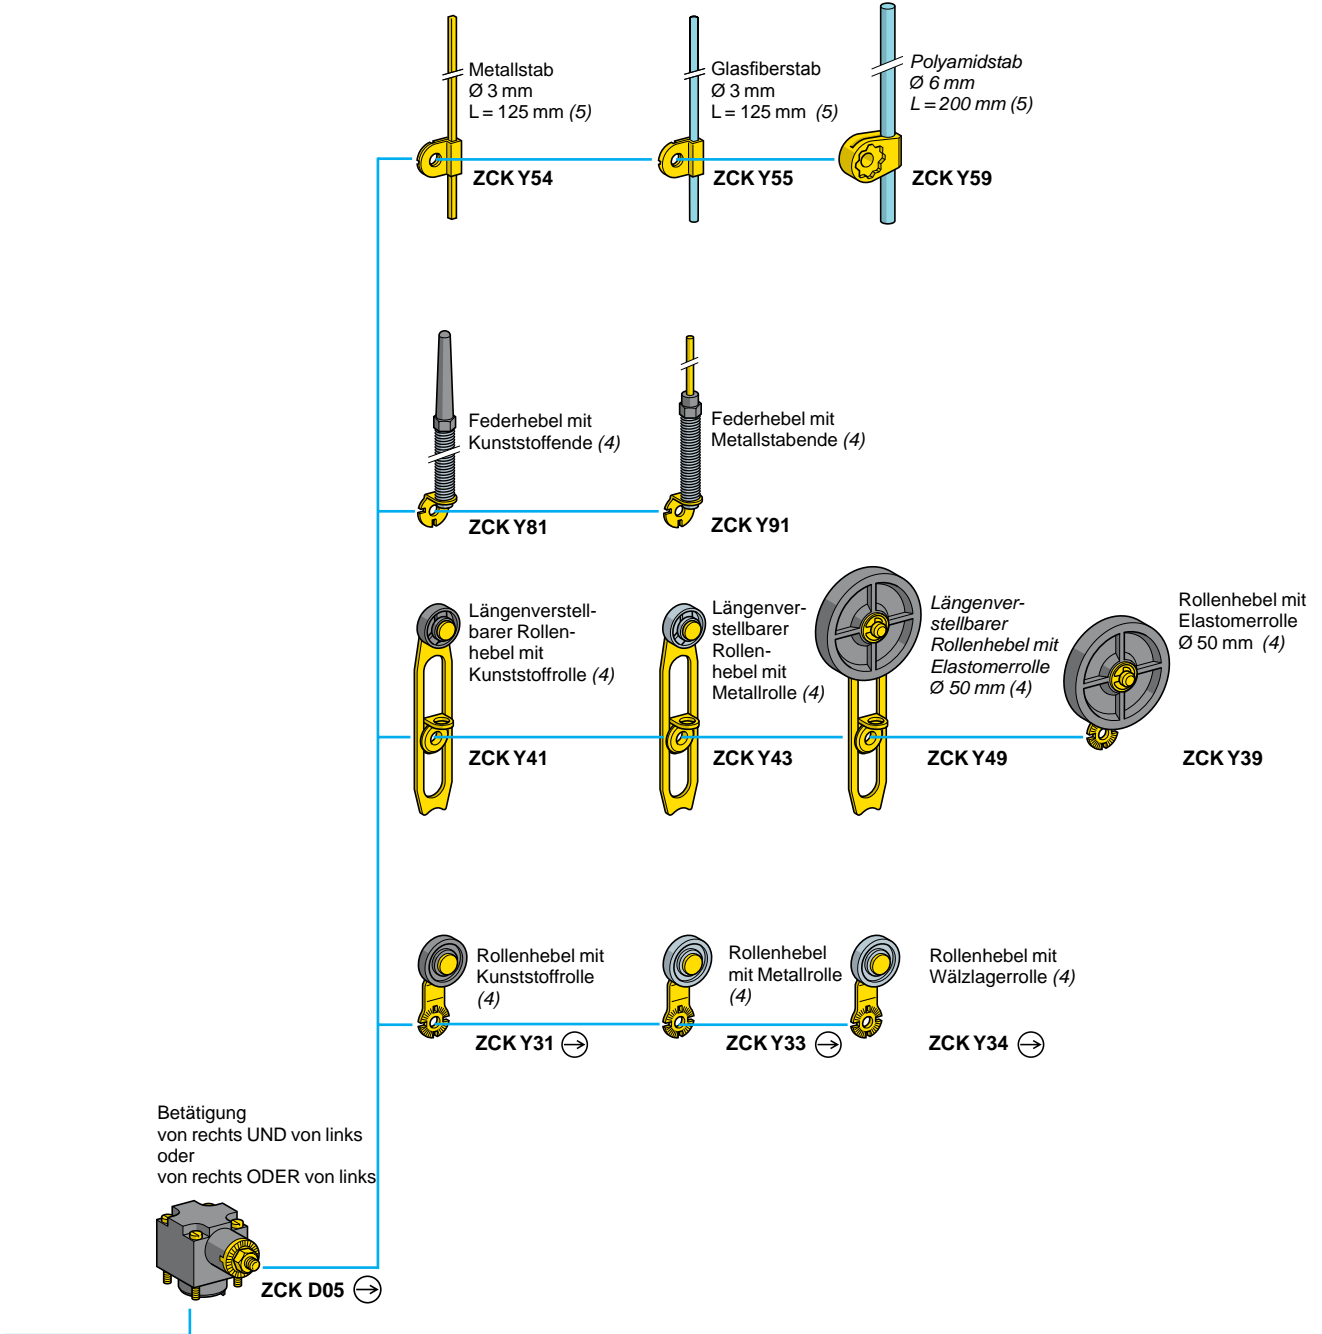 Metallstab
Ø 3 mm
L = 125 mm (5)
ZCK Y54
Glasfiberstab
Ø 3 mm
L = 125 mm (5)
ZCK Y55
Polyamidstab
Ø 6 mm
L = 200 mm (5)
ZCK Y59
Federhebel mit
Kunststoffende (4)
ZCK Y81
Federhebel mit
Metallstabende (4)
ZCK Y91
Längenverstell-
barer Rollen-
hebel mit
Kunststoffrolle (4)
ZCK Y41
Längenver-
stellbarer
Rollen-
hebel mit
Metallrolle (4)
ZCK Y43
Längenver-
stellbarer
Rollenhebel mit
Elastomerrolle
Ø 50 mm (4)
ZCK Y49
Rollenhebel mit
Elastomerrolle
Ø 50 mm (4)
ZCK Y39
Rollenhebel mit
Kunststoffrolle
(4)
ZCK Y31
Rollenhebel
mit Metallrolle
(4)
ZCK Y33
Rollenhebel mit
Wälzlagerrolle (4)
ZCK Y34
Betätigung
von rechts UND von links
oder
von rechts ODER von links
ZCK D05